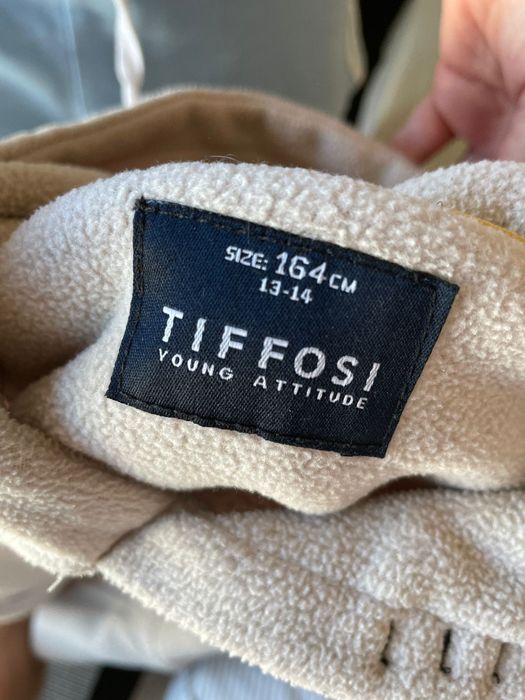 SIZE: 164CM
13-14
TIFFOSI
YOUNG ATTITUDE